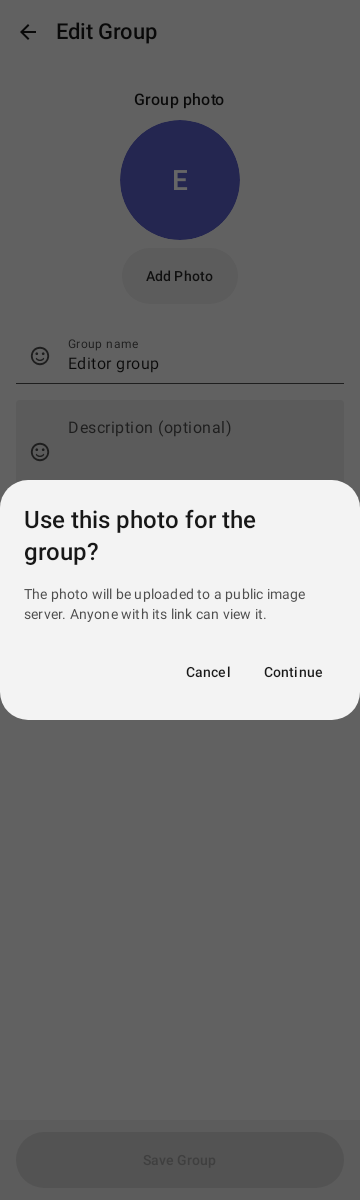 Edit Group
Group photo
E
Add Photo
Group name
Editor group
Description (optional)
Use this photo for the
group?
The photo will be uploaded to a public image
server. Anyone with its link can view it.
Cancel
Continue
Save Group